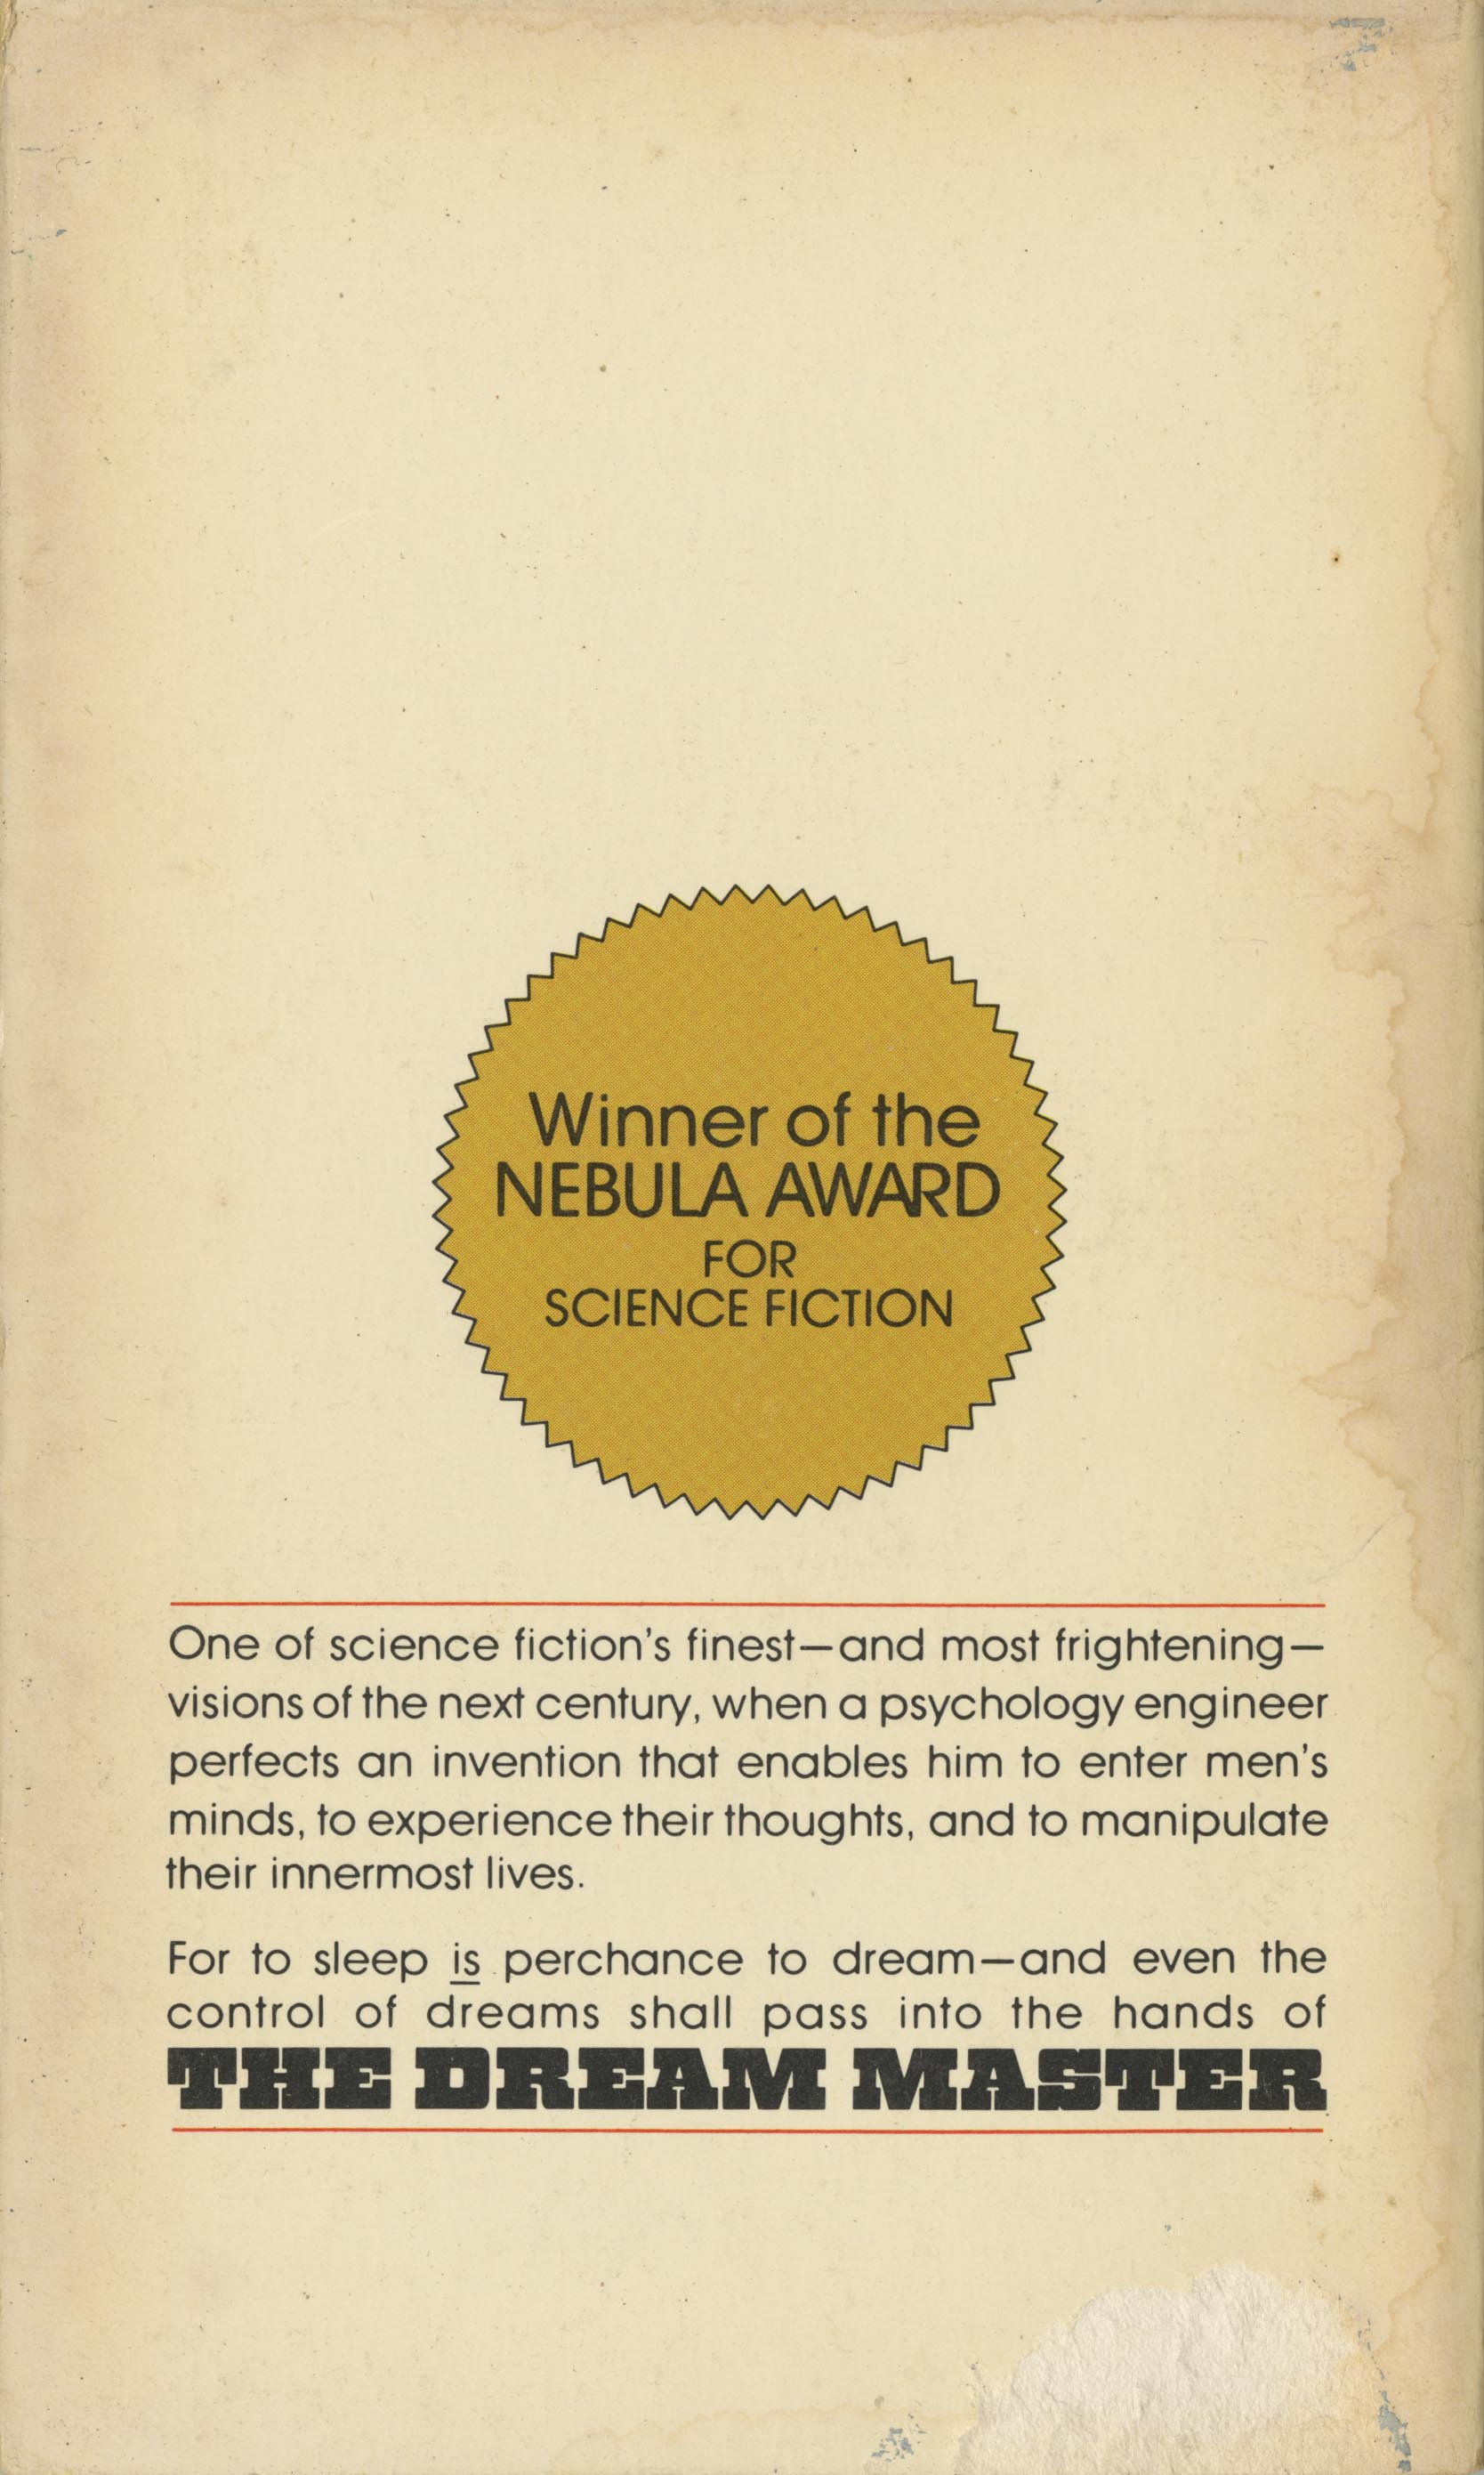 Winner of the
NEBULA AWARD
FOR
SCIENCE FICTION
One of science fiction's finest—and most frightening—
visions of the next century, when a psychology engineer
perfects an invention that enables him to enter men's
minds, to experience their thoughts, and to manipulate
their innermost lives.
For to sleep is perchance to dream—and even the
control of dreams shall pass into the hands of
THE DREAM MASTER